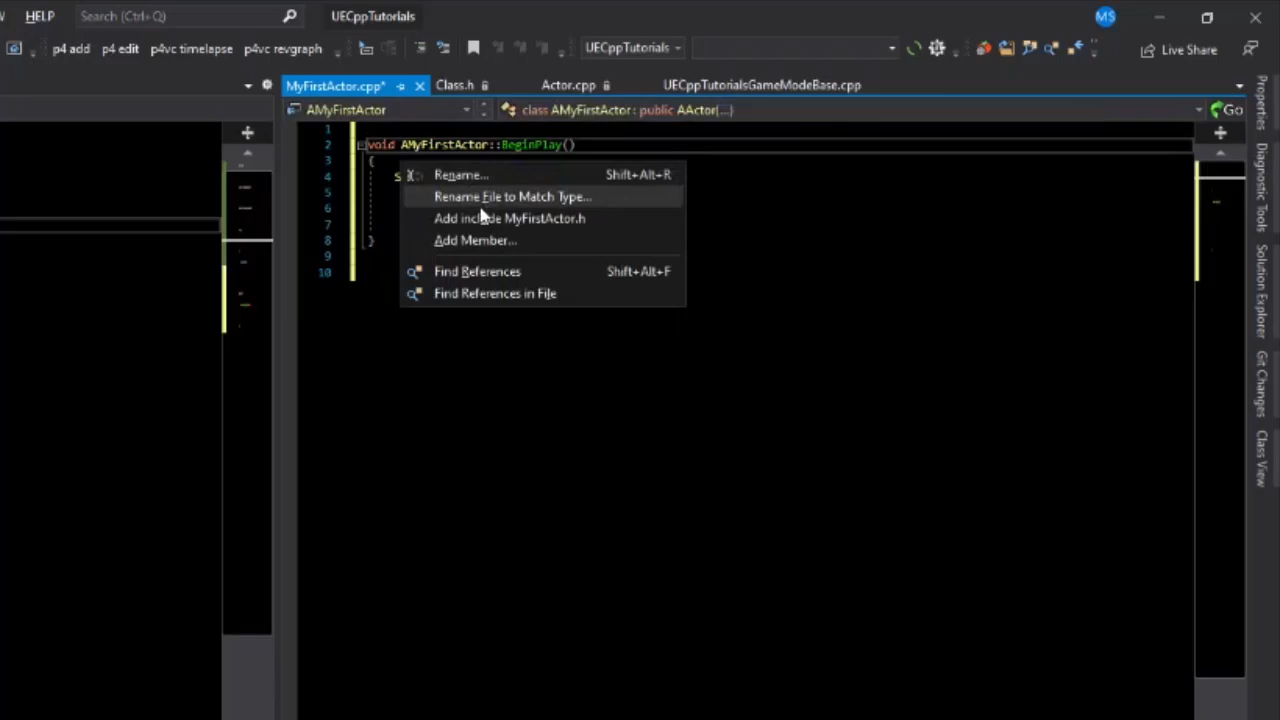 HELP Search (Ctrl+Q) UECppTutorials MS
p4 add p4 edit p4vc timelapse p4vc revgraph UECppTutorials Live Share
MyFirstActor.cpp* Class.h Actor.cpp UECppTutorialsGameModeBase.cpp
AMyFirstActor class AMyFirstActor : public AActor{...} Go
1
2 void AMyFirstActor::BeginPlay()
3 {
4 S
5
6
7
8 }
9
10
Rename... Shift+Alt+R
Rename File to Match Type...
Add include MyFirstActor.h
Add Member...
Find References Shift+Alt+F
Find References in File
Properties
Diagnostic Tools
Solution Explorer
Git Changes
Class View